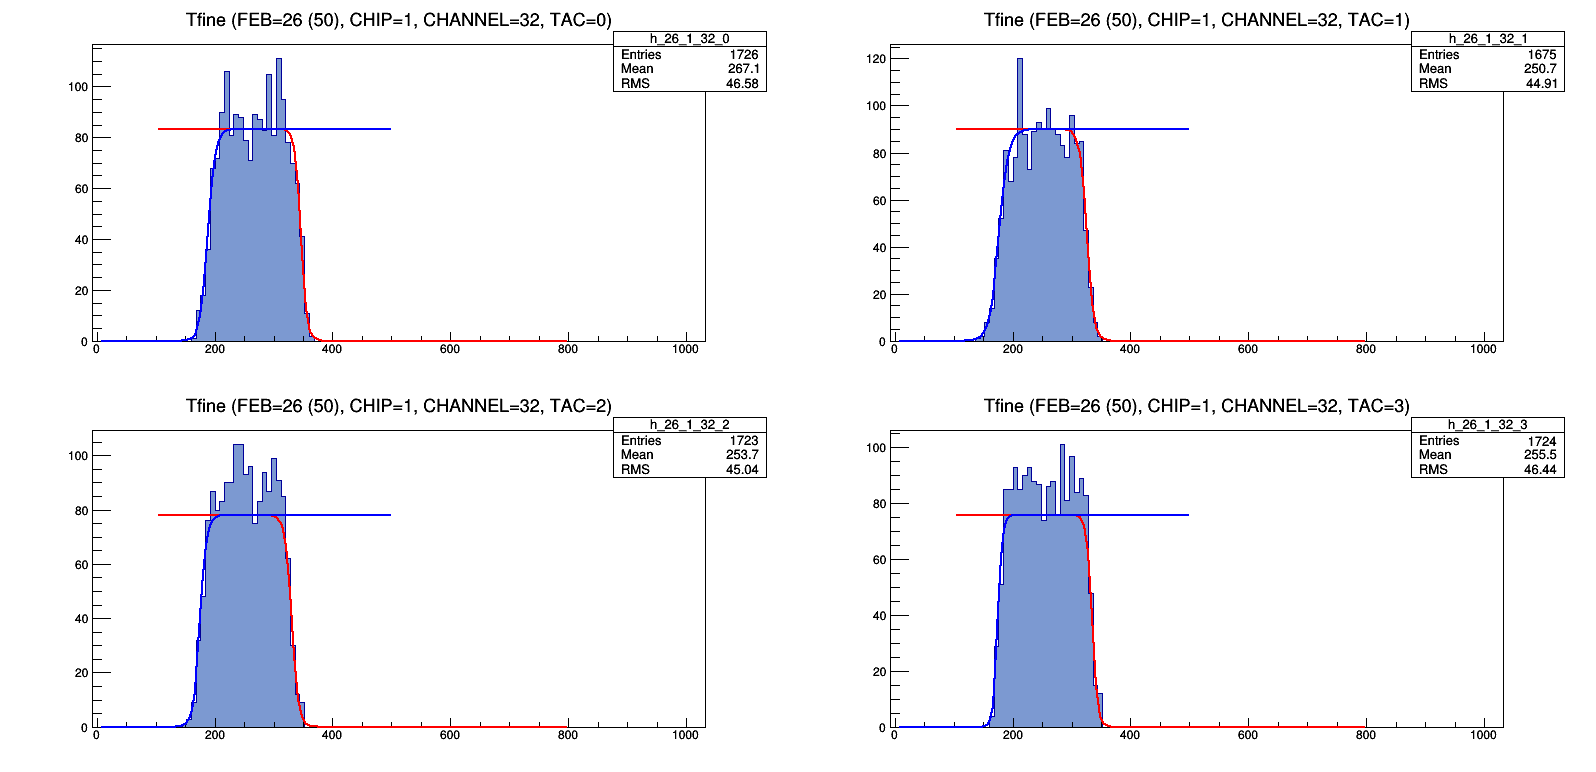 Tfine (FEB=26 (50), CHIP=1, CHANNEL=32, TAC=0)
h_26_1_32_0
Entries 1726
Mean 267.1
RMS 46.58
100
80
60
40
20
0
0 200 400 600 800 1000
Tfine (FEB=26 (50), CHIP=1, CHANNEL=32, TAC=1)
h_26_1_32_1
Entries 1675
Mean 250.7
RMS 44.91
120
100
80
60
40
20
0
0 200 400 600 800 1000
Tfine (FEB=26 (50), CHIP=1, CHANNEL=32, TAC=2)
h_26_1_32_2
Entries 1723
Mean 253.7
RMS 45.04
100
80
60
40
20
0
0 200 400 600 800 1000
Tfine (FEB=26 (50), CHIP=1, CHANNEL=32, TAC=3)
h_26_1_32_3
Entries 1724
Mean 255.5
RMS 46.44
100
80
60
40
20
0
0 200 400 600 800 1000